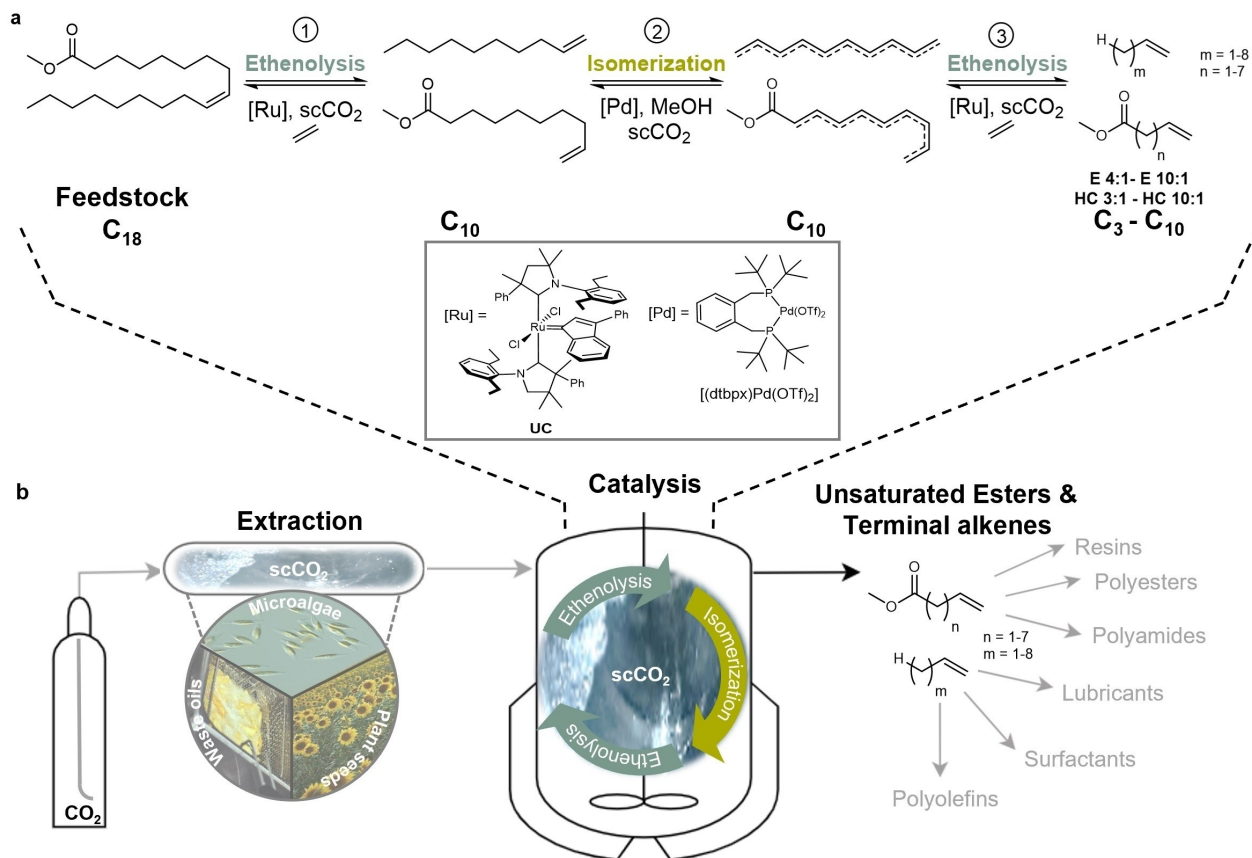 a
① ② ③
Ethenolysis Isomerization Ethenolysis
[Ru], scCO₂ [Pd], MeOH [Ru], scCO₂
scCO₂
O
O
O
O
O
O
H
m
m = 1-8
n = 1-7
O
O
n
E 4:1- E 10:1
HC 3:1 - HC 10:1
Feedstock
C₁₈
C₁₀
C₁₀
C₃ - C₁₀
[Ru] =
Ph
N
Cl
Ru
Cl
Ph
N
Ph
UC
[Pd] =
P
Pd(OTf)₂
P
[(dtbpx)Pd(OTf)₂]
b
Extraction
scCO₂
Microalgae
Waste oils
Plant seeds
CO₂
Catalysis
Ethenolysis
Isomerization
scCO₂
Ethenolysis
Unsaturated Esters &
Terminal alkenes
O
O
n
n = 1-7
m = 1-8
H
m
Resins
Polyesters
Polyamides
Lubricants
Surfactants
Polyolefins